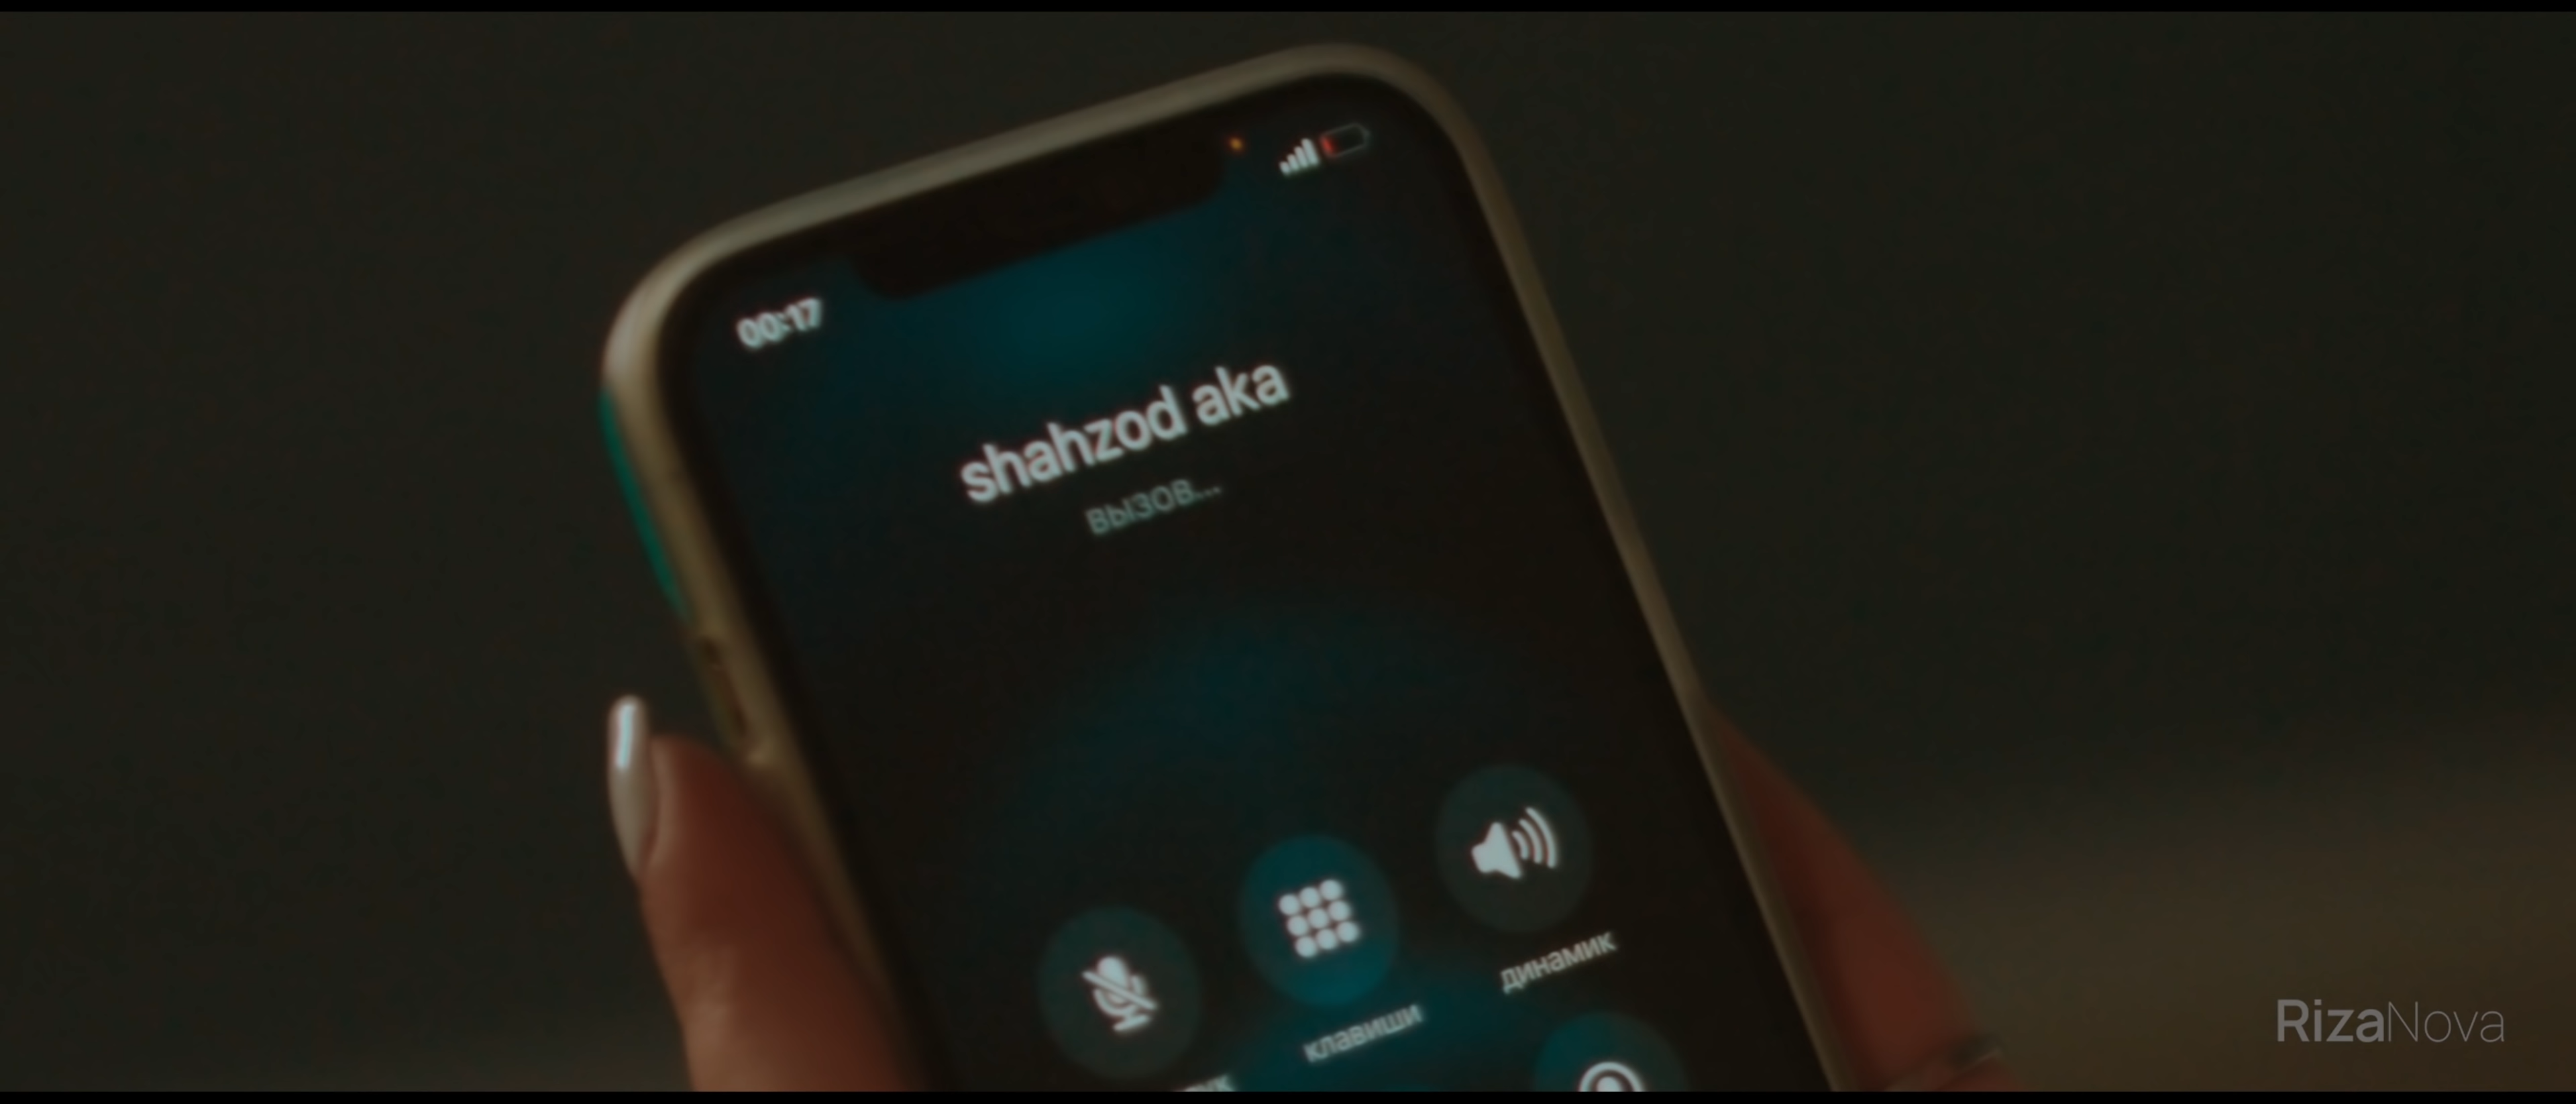 00:17
shahzod aka
вызов...
динамик
клавиши
RizaNova